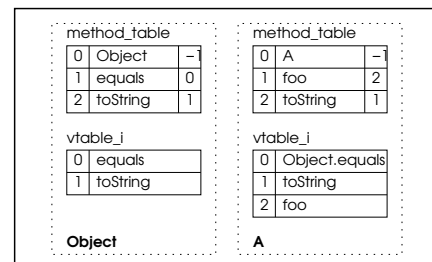 method_table
0 Object −1
1 equals 0
2 toString 1
vtable_i
0 equals
1 toString
Object
method_table
0 A −1
1 foo 2
2 toString 1
vtable_i
0 Object.equals
1 toString
2 foo
A